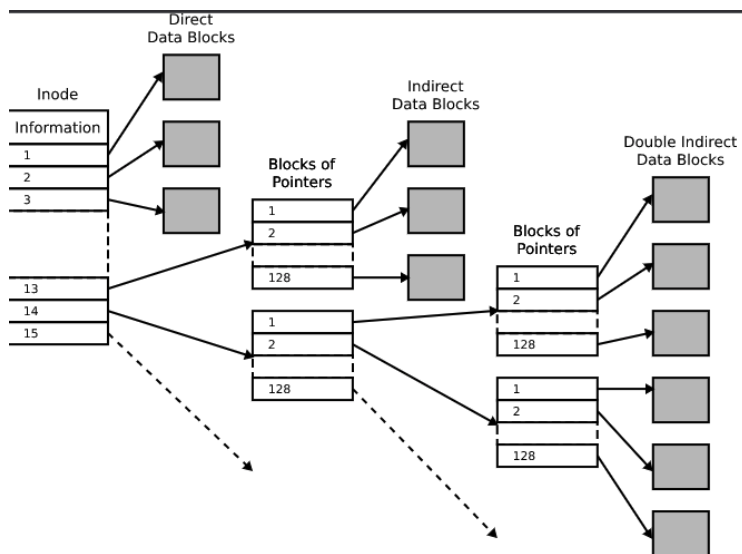 Direct
Data Blocks
Inode
Information
1
2
3
13
14
15
Blocks of
Pointers
1
2
128
1
2
128
Indirect
Data Blocks
Blocks of
Pointers
1
2
128
1
2
128
Double Indirect
Data Blocks